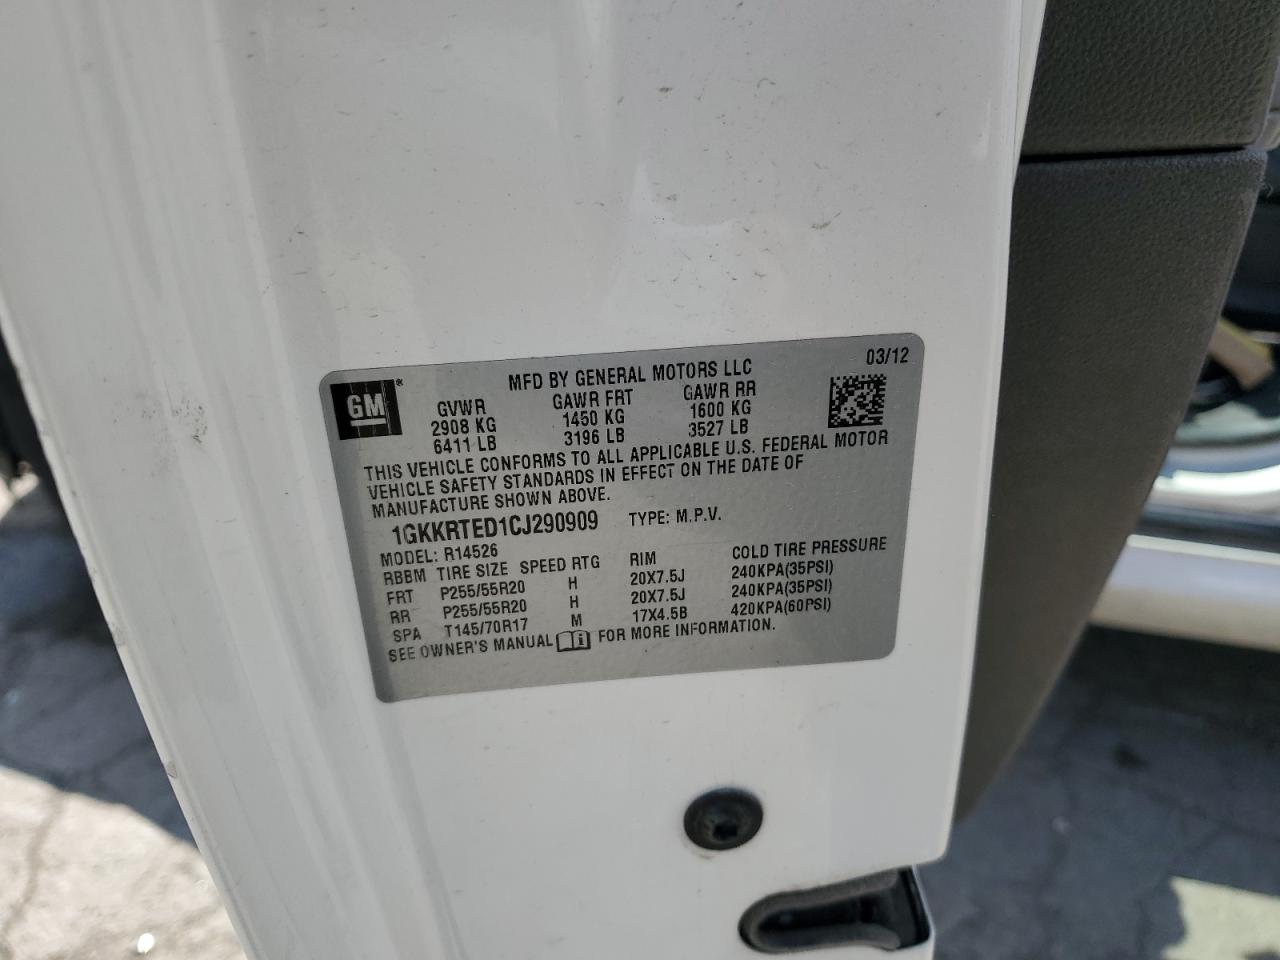 03/12
MFD BY GENERAL MOTORS LLC
GM®
GVWR GAWR FRT GAWR RR
2908 KG 1450 KG 1600 KG
6411 LB 3196 LB 3527 LB
THIS VEHICLE CONFORMS TO ALL APPLICABLE U.S. FEDERAL MOTOR
VEHICLE SAFETY STANDARDS IN EFFECT ON THE DATE OF
MANUFACTURE SHOWN ABOVE.
1GKKRTED1CJ290909 TYPE: M.P.V.
MODEL: R14526
RBBM TIRE SIZE SPEED RTG RIM COLD TIRE PRESSURE
FRT P255/55R20 H 20X7.5J 240KPA(35PSI)
RR P255/55R20 H 20X7.5J 240KPA(35PSI)
SPA T145/70R17 M 17X4.5B 420KPA(60PSI)
SEE OWNER'S MANUAL FOR MORE INFORMATION.